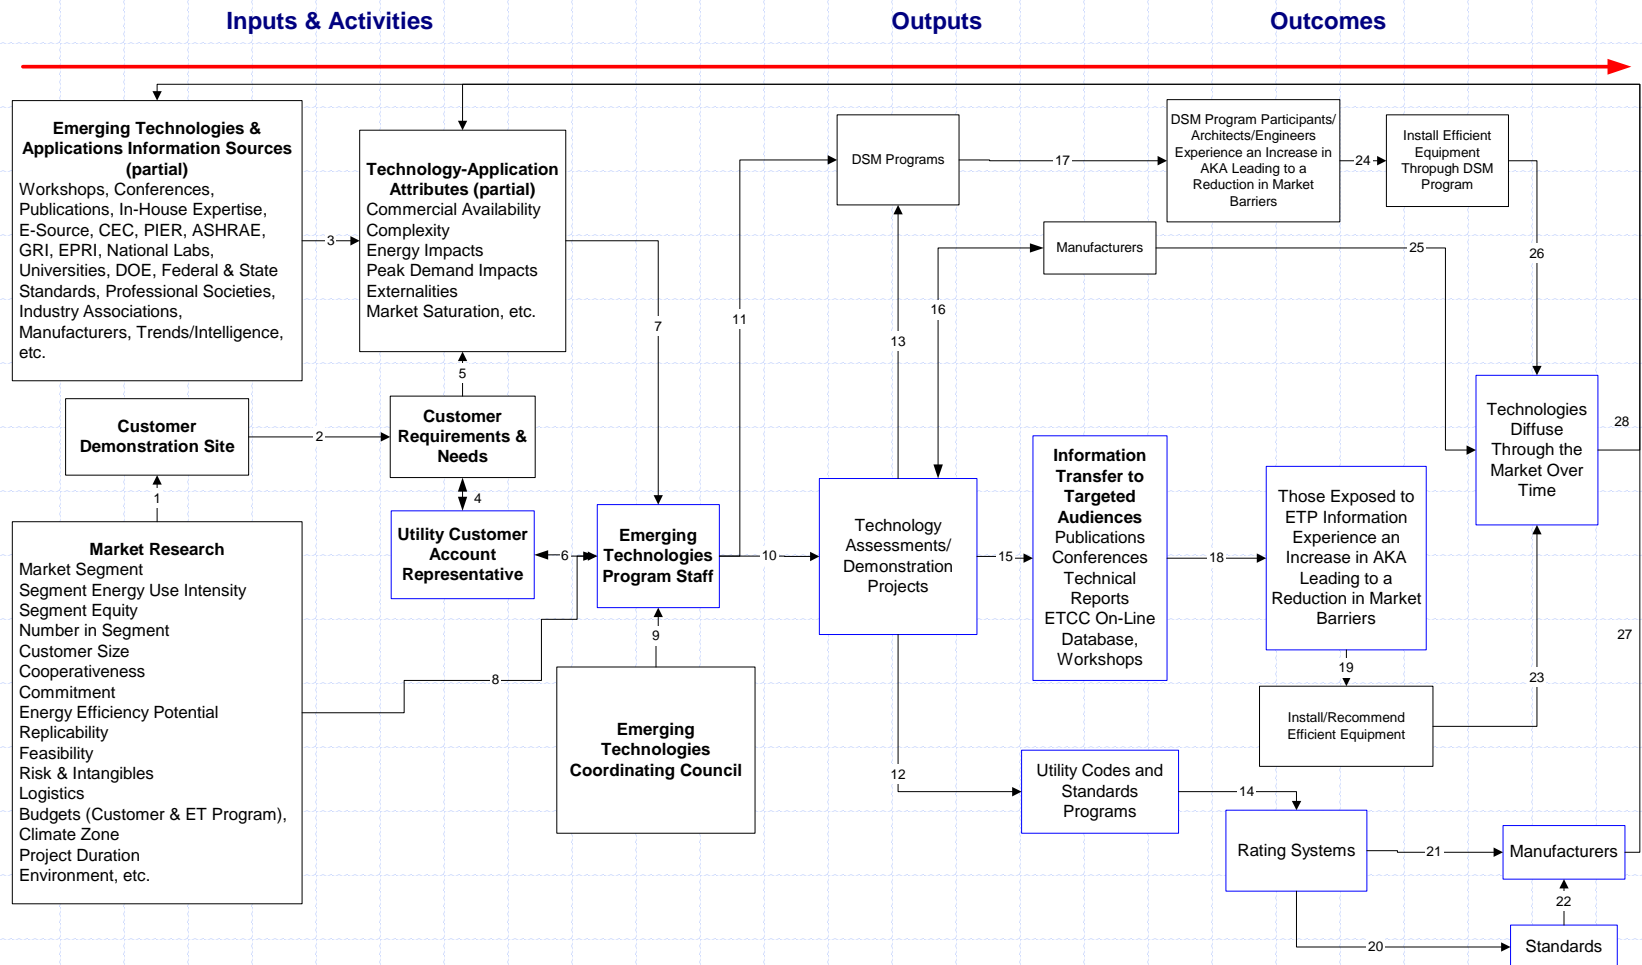 Inputs & Activities
Outputs
Outcomes
Emerging Technologies &
Applications Information Sources
(partial)
Workshops, Conferences,
Publications, In-House Expertise,
E-Source, CEC, PIER, ASHRAE,
GRI, EPRI, National Labs,
Universities, DOE, Federal & State
Standards, Professional Societies,
Industry Associations,
Manufacturers, Trends/Intelligence,
etc.
3
Technology-Application
Attributes (partial)
Commercial Availability
Complexity
Energy Impacts
Peak Demand Impacts
Externalities
Market Saturation, etc.
7
5
Customer
Demonstration Site
2
Customer
Requirements &
Needs
1
4
Market Research
Market Segment
Segment Energy Use Intensity
Segment Equity
Number in Segment
Customer Size
Cooperativeness
Commitment
Energy Efficiency Potential
Replicability
Feasibility
Risk & Intangibles
Logistics
Budgets (Customer & ET Program),
Climate Zone
Project Duration
Environment, etc.
Utility Customer
Account
Representative
6
8
Emerging
Technologies
Program Staff
9
Emerging
Technologies
Coordinating Council
10
11
DSM Programs
17
DSM Program Participants/
Architects/Engineers
Experience an Increase in
AKA Leading to a
Reduction in Market
Barriers
24
Install Efficient
Equipment
Thropugh DSM
Program
Manufacturers
25
26
16
13
Technology
Assessments/
Demonstration
Projects
15
Information
Transfer to
Targeted
Audiences
Publications
Conferences
Technical
Reports
ETCC On-Line
Database,
Workshops
18
Those Exposed to
ETP Information
Experience an
Increase in AKA
Leading to a
Reduction in Market
Barriers
Technologies
Diffuse
Through the
Market Over
Time
28
27
19
23
Install/Recommend
Efficient Equipment
12
Utility Codes and
Standards
Programs
14
Rating Systems
21
Manufacturers
22
20
Standards